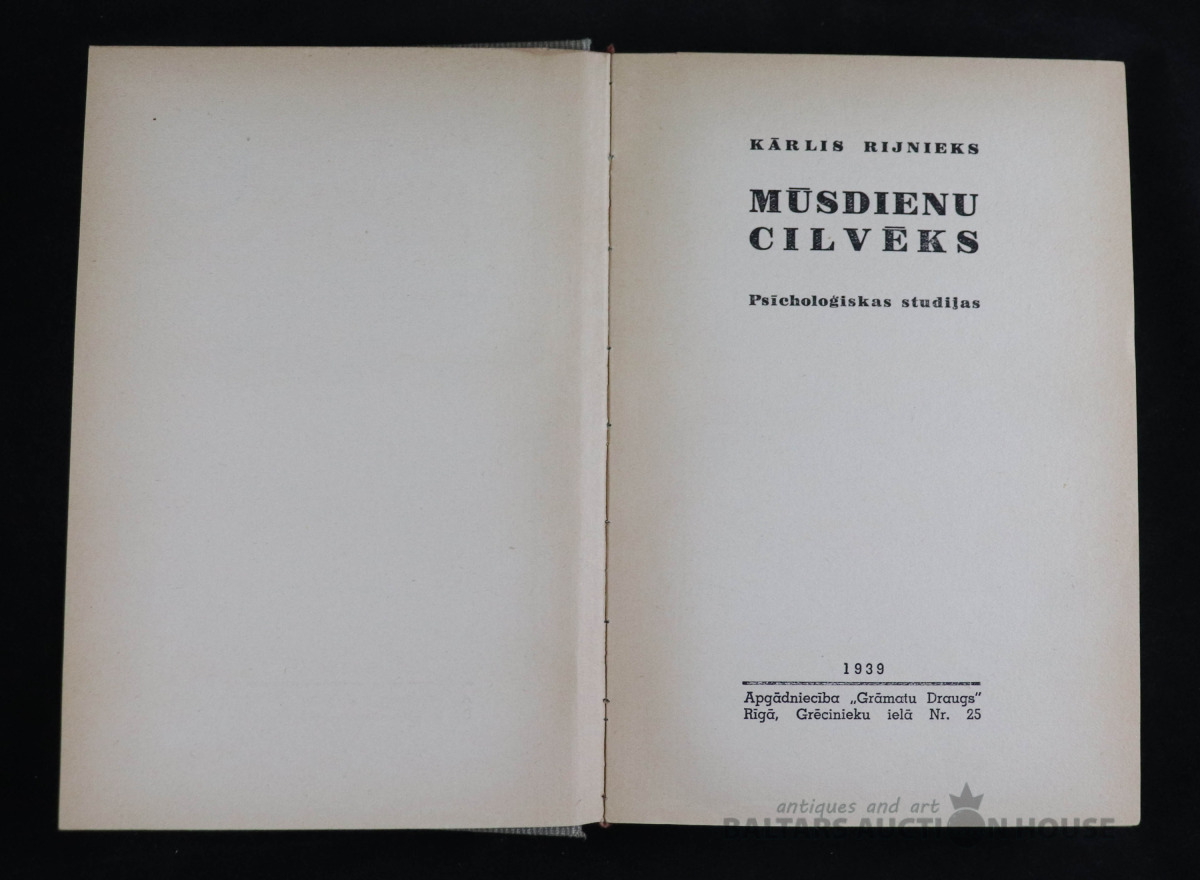 KĀRLIS RIJNIEKS
MŪSDIENU
CILVĒKS
Psīcholoģiskas studijas
1939
Apgādniecība „Grāmatu Draugs”
Rīgā, Grēcinieku ielā Nr. 25
antiques and art
BALTARS AUCTION HOUSE